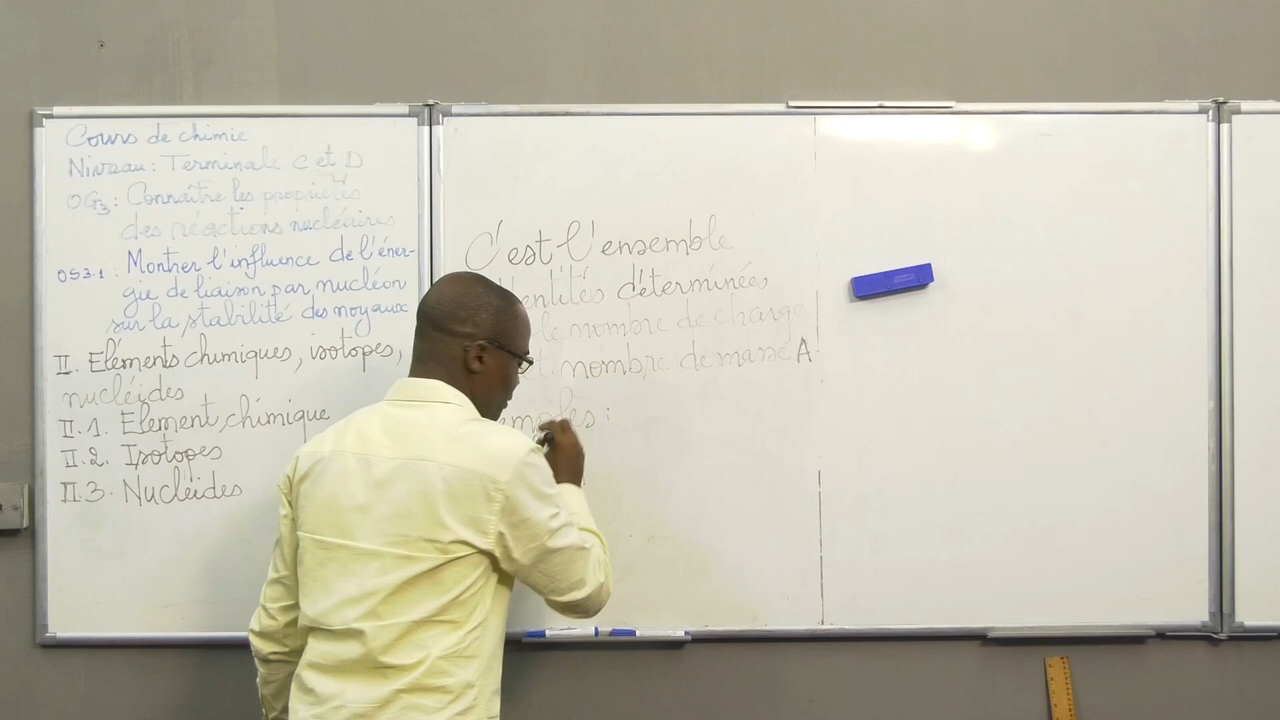 Cours de chimie
Niveau : Terminale C et D
OG3 : Connaître les propriétés
des réactions nucléaires
OS3.1 : Montrer l'influence de l'éner-
gie de liaison par nucléon
sur la stabilité des noyaux
II. Eléments chimiques, isotopes,
nucléides
II.1. Element chimique
II.2. Isotopes
II.3. Nucléides
C'est l'ensemble
d'entités déterminées
le nombre de charge
nombre de masse A
emples :